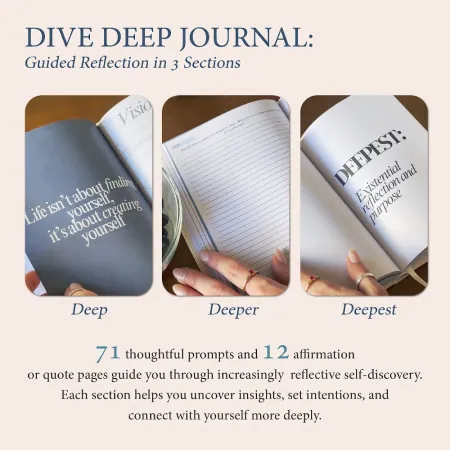 DIVE DEEP JOURNAL:
Guided Reflection in 3 Sections
Visio
Life isn't about finding
yourself,
it's about creating
yourself
DEEPEST:
Existential
reflection and
purpose
Deep
Deeper
Deepest
71 thoughtful prompts and 12 affirmation
or quote pages guide you through increasingly reflective self-discovery.
Each section helps you uncover insights, set intentions, and
connect with yourself more deeply.